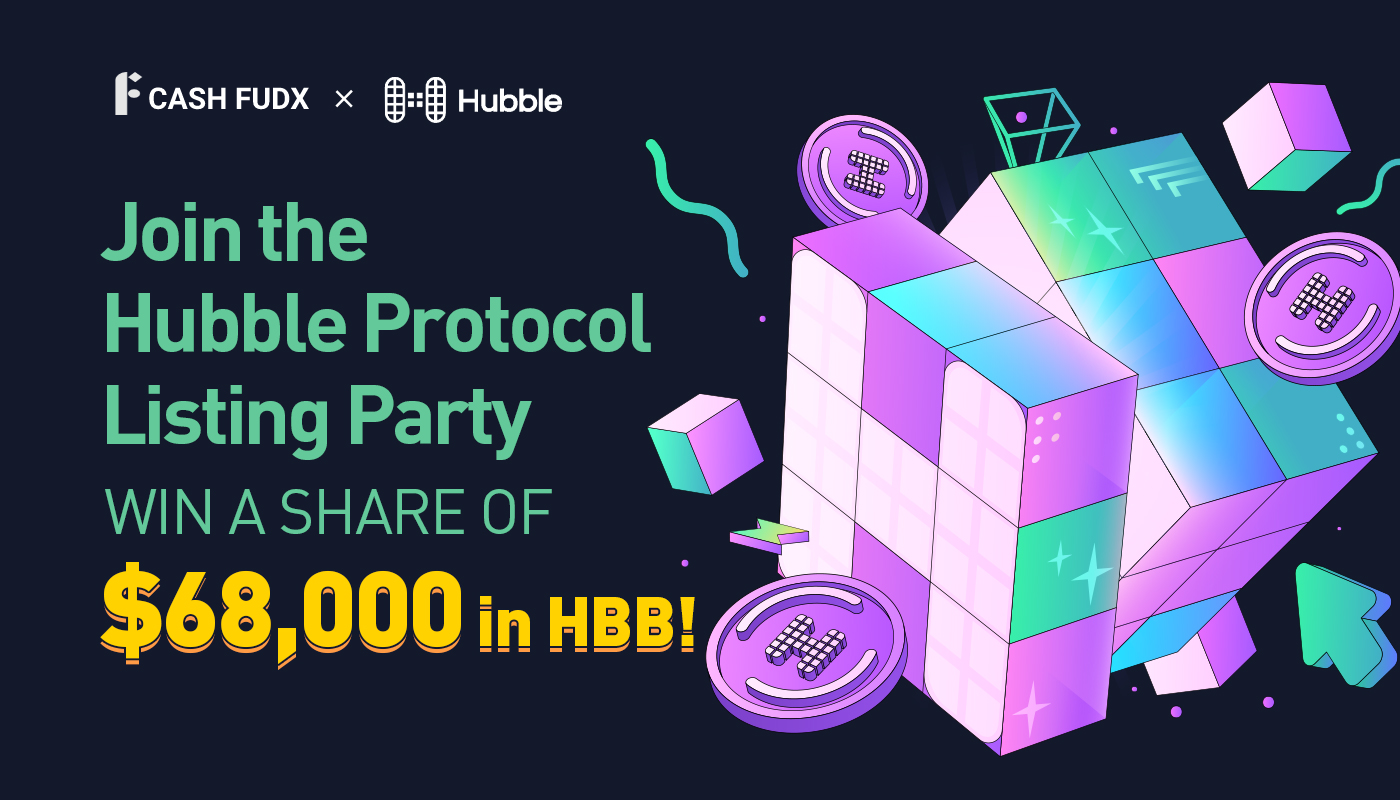 CASH FUDX × Hubble
Join the
Hubble Protocol
Listing Party
WIN A SHARE OF
$68,000 in HBB!